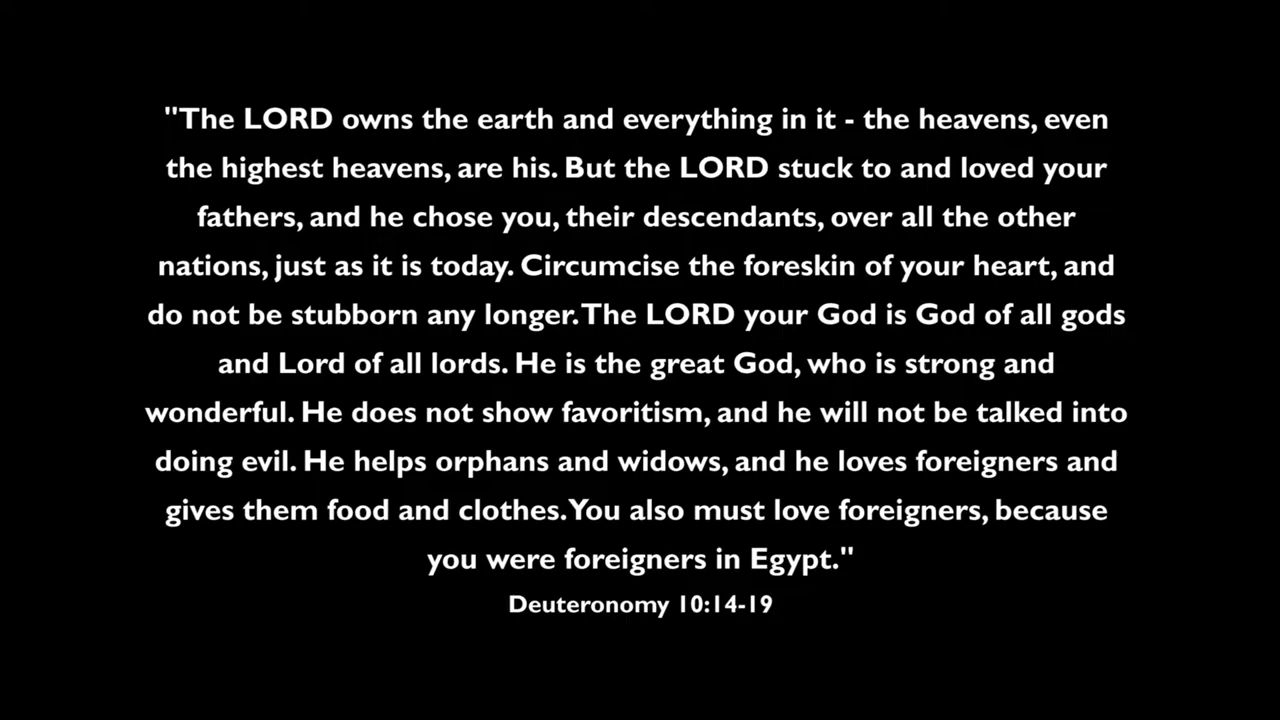 "The LORD owns the earth and everything in it - the heavens, even
the highest heavens, are his. But the LORD stuck to and loved your
fathers, and he chose you, their descendants, over all the other
nations, just as it is today. Circumcise the foreskin of your heart, and
do not be stubborn any longer. The LORD your God is God of all gods
and Lord of all lords. He is the great God, who is strong and
wonderful. He does not show favoritism, and he will not be talked into
doing evil. He helps orphans and widows, and he loves foreigners and
gives them food and clothes. You also must love foreigners, because
you were foreigners in Egypt."
Deuteronomy 10:14-19